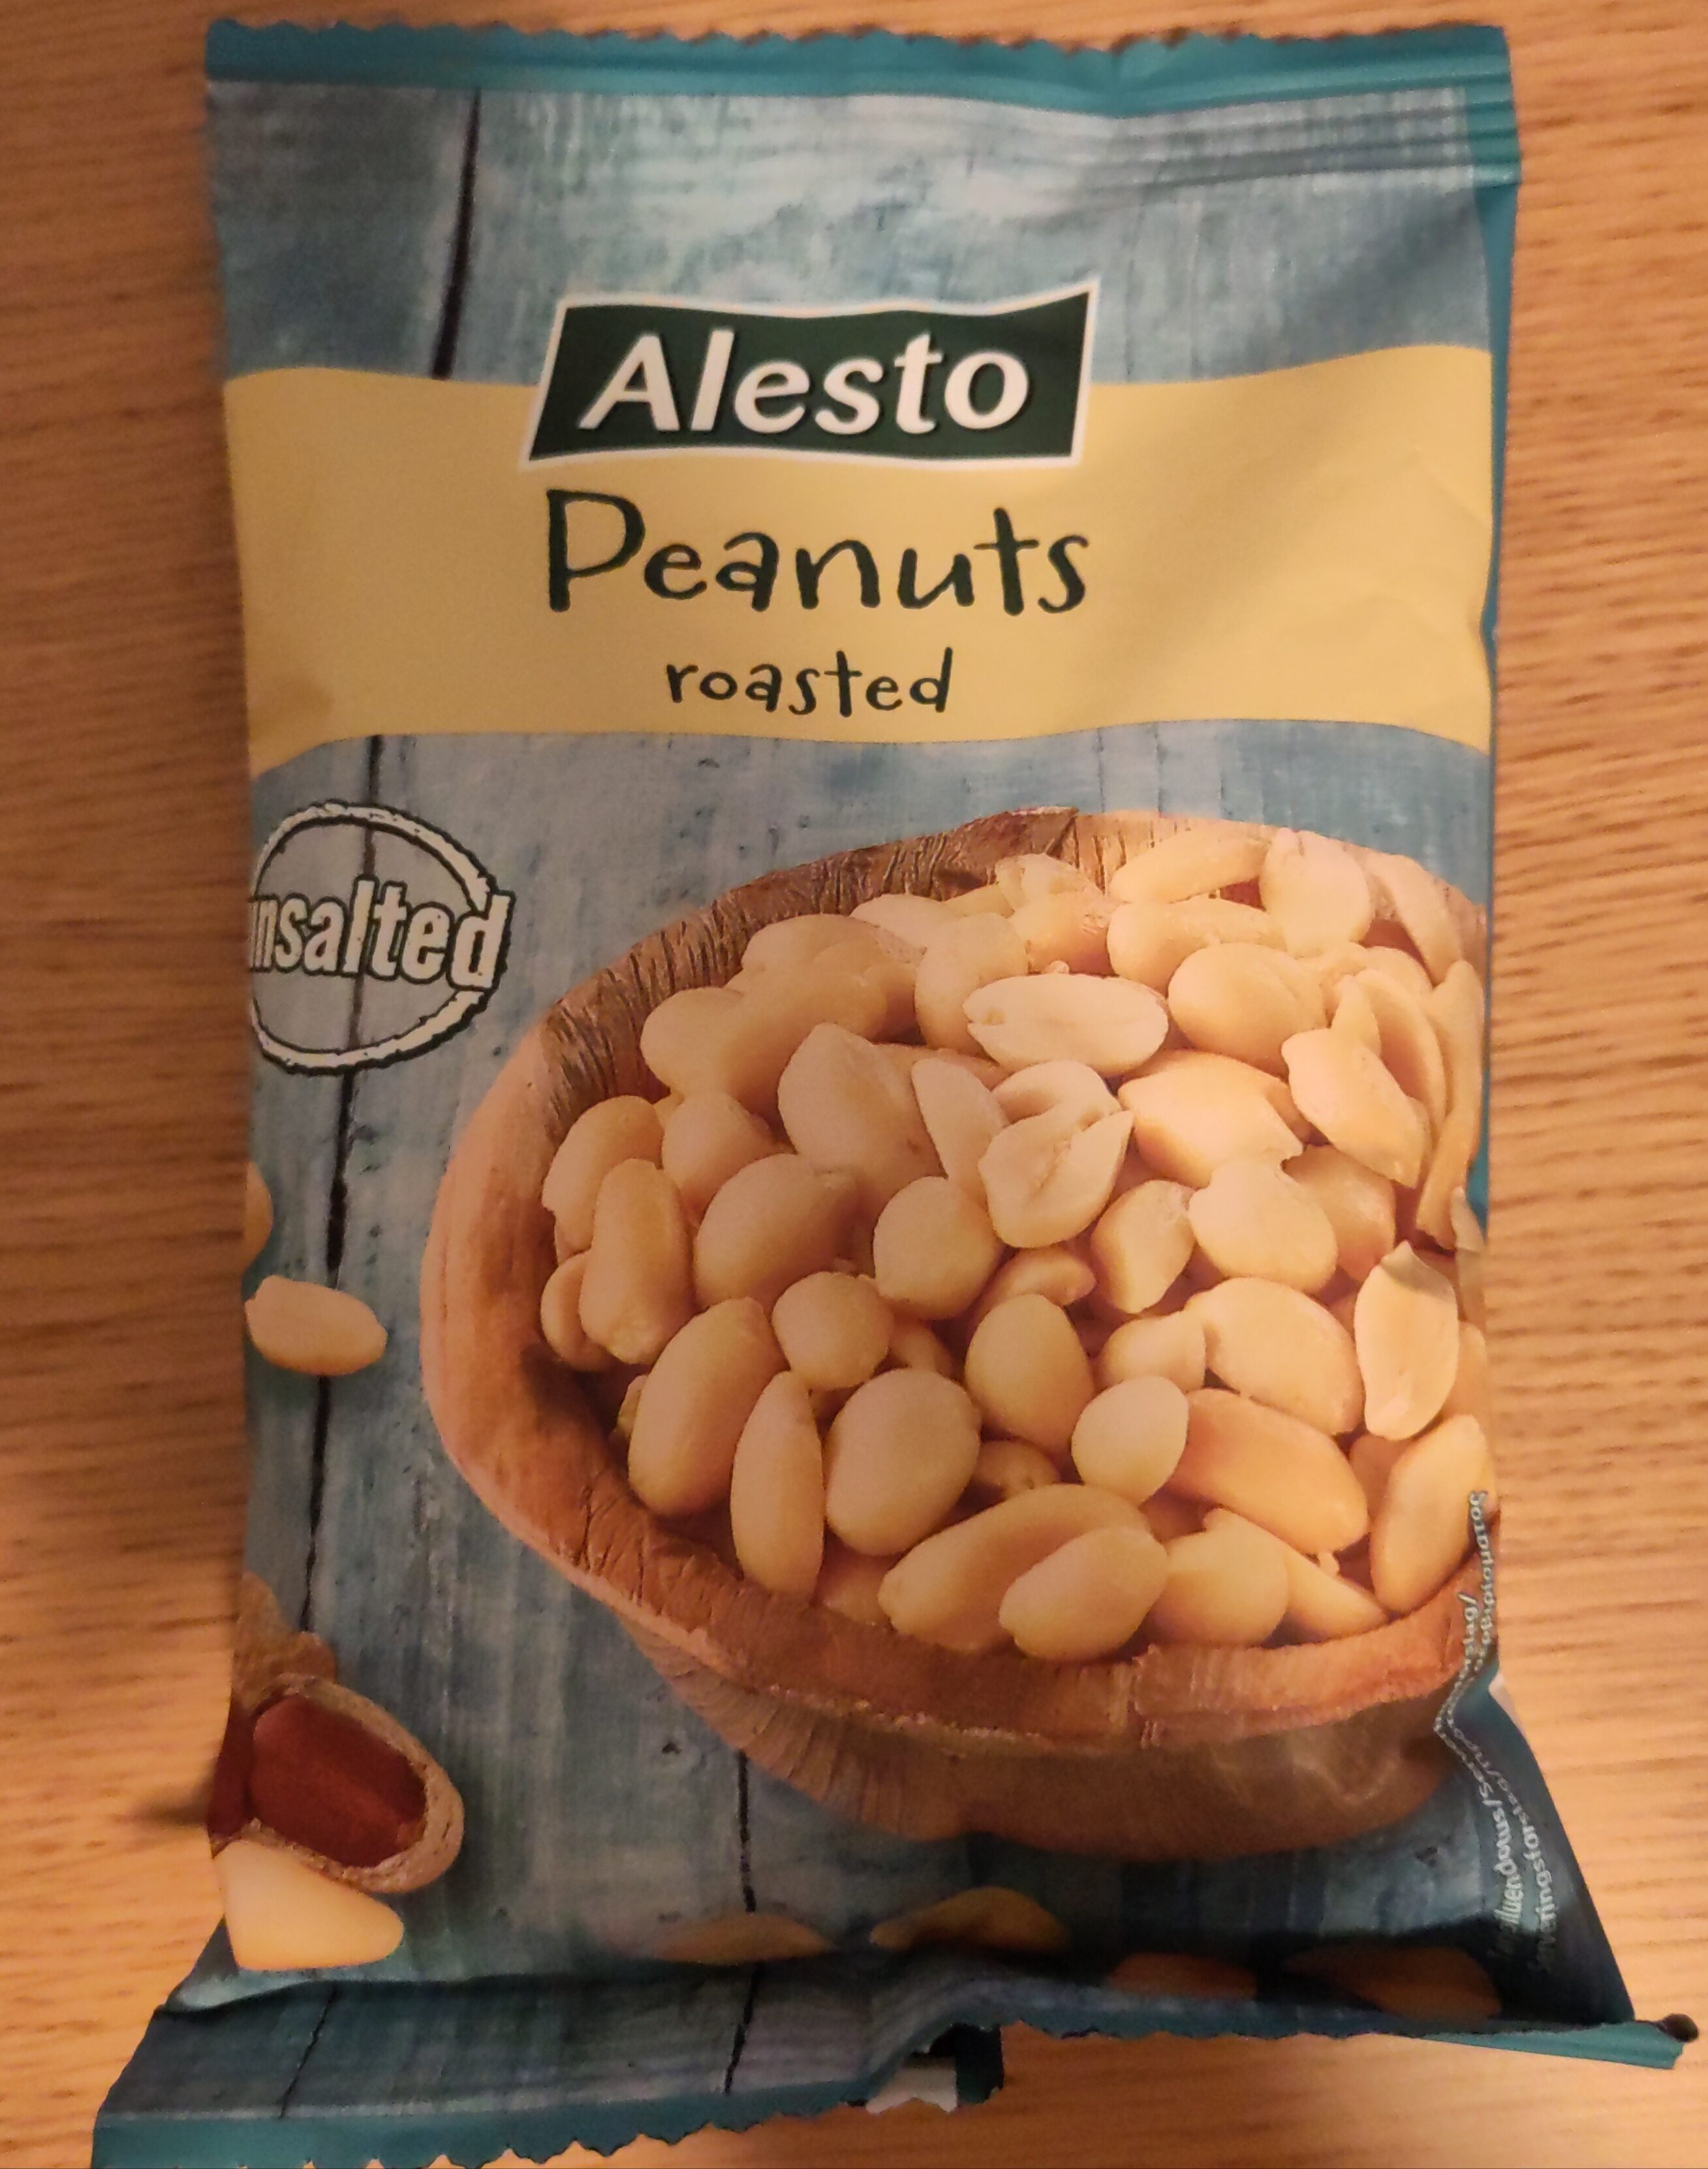 Alesto
Peanuts
roasted
unsalted